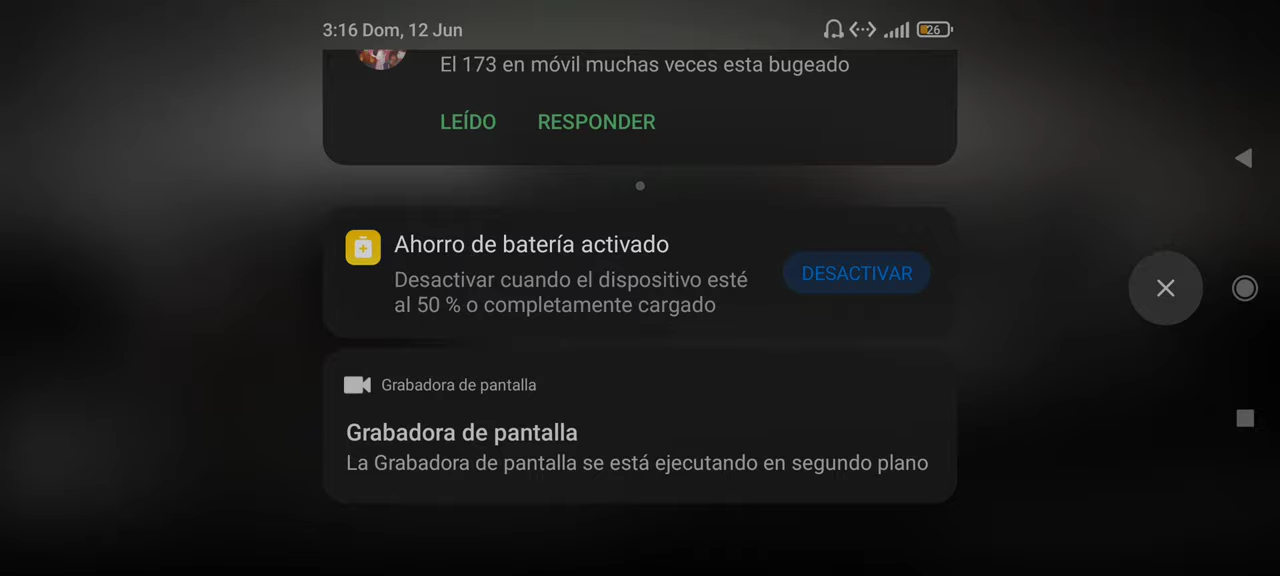 3:16 Dom, 12 Jun
26
El 173 en móvil muchas veces esta bugeado
LEÍDO RESPONDER
Ahorro de batería activado
Desactivar cuando el dispositivo esté
al 50 % o completamente cargado
DESACTIVAR
Grabadora de pantalla
Grabadora de pantalla
La Grabadora de pantalla se está ejecutando en segundo plano